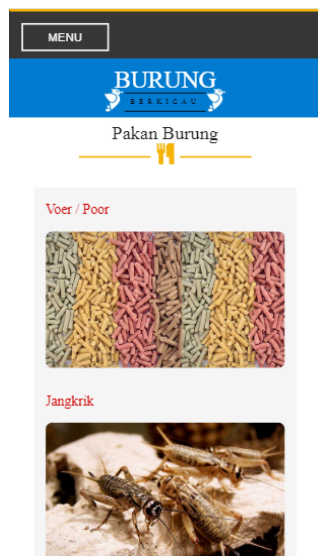 MENU
BURUNG
BERKICAU
Pakan Burung
Voer / Poor
Jangkrik